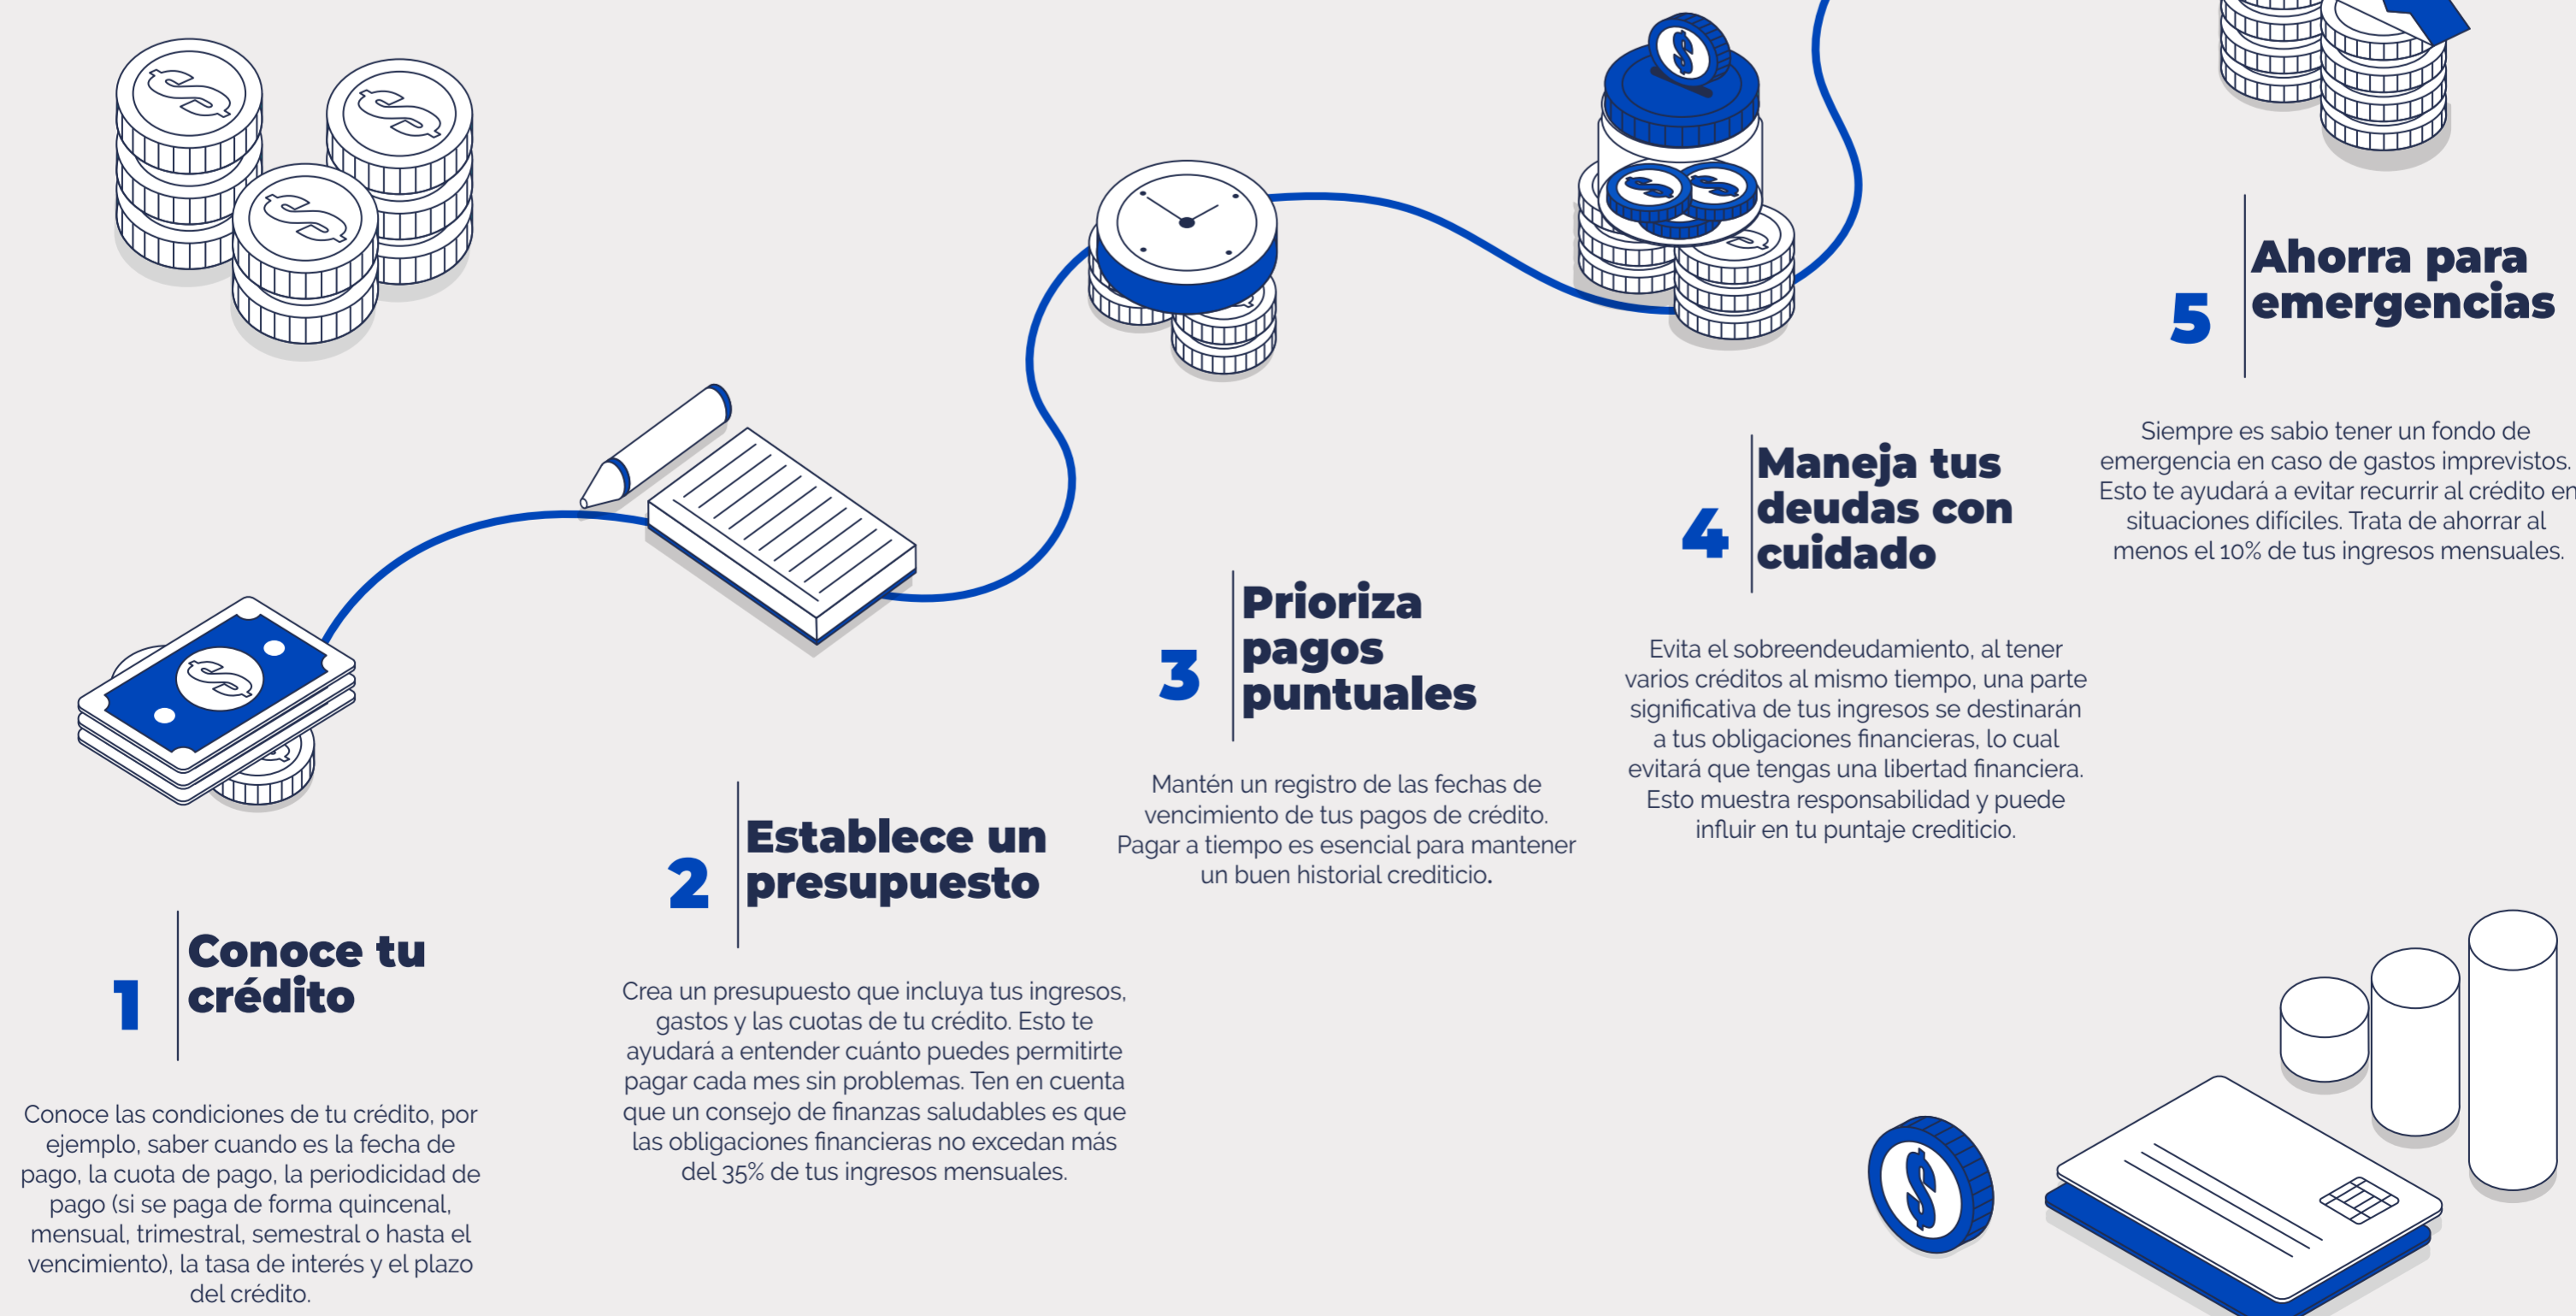 1
Conoce tu
crédito
Conoce las condiciones de tu crédito, por
ejemplo, saber cuando es la fecha de
pago, la cuota de pago, la periodicidad de
pago (si se paga de forma quincenal,
mensual, trimestral, semestral o hasta el
vencimiento), la tasa de interés y el plazo
del crédito.
2
Establece un
presupuesto
Crea un presupuesto que incluya tus ingresos,
gastos y las cuotas de tu crédito. Esto te
ayudará a entender cuánto puedes permitirte
pagar cada mes sin problemas. Ten en cuenta
que un consejo de finanzas saludables es que
las obligaciones financieras no excedan más
del 35% de tus ingresos mensuales.
3
Prioriza
pagos
puntuales
Mantén un registro de las fechas de
vencimiento de tus pagos de crédito.
Pagar a tiempo es esencial para mantener
un buen historial crediticio.
4
Maneja tus
deudas con
cuidado
Evita el sobreendeudamiento, al tener
varios créditos al mismo tiempo, una parte
significativa de tus ingresos se destinarán
a tus obligaciones financieras, lo cual
evitará que tengas una libertad financiera.
Esto muestra responsabilidad y puede
influir en tu puntaje crediticio.
5
Ahorra para
emergencias
Siempre es sabio tener un fondo de
emergencia en caso de gastos imprevistos.
Esto te ayudará a evitar recurrir al crédito en
situaciones difíciles. Trata de ahorrar al
menos el 10% de tus ingresos mensuales.